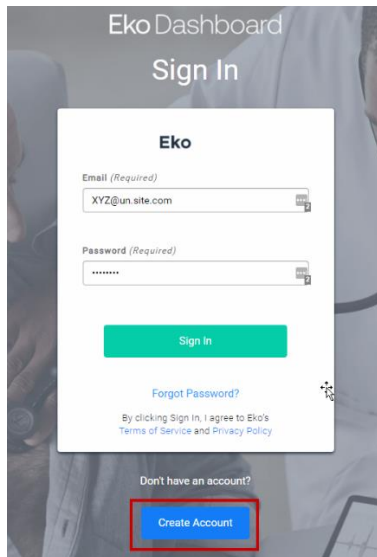 Eko Dashboard
Sign In
Eko
Email (Required)
XYZ@un.site.com
Password (Required)
••••••••
Sign In
Forgot Password?
By clicking Sign In, I agree to Eko's
Terms of Service and Privacy Policy
Don't have an account?
Create Account